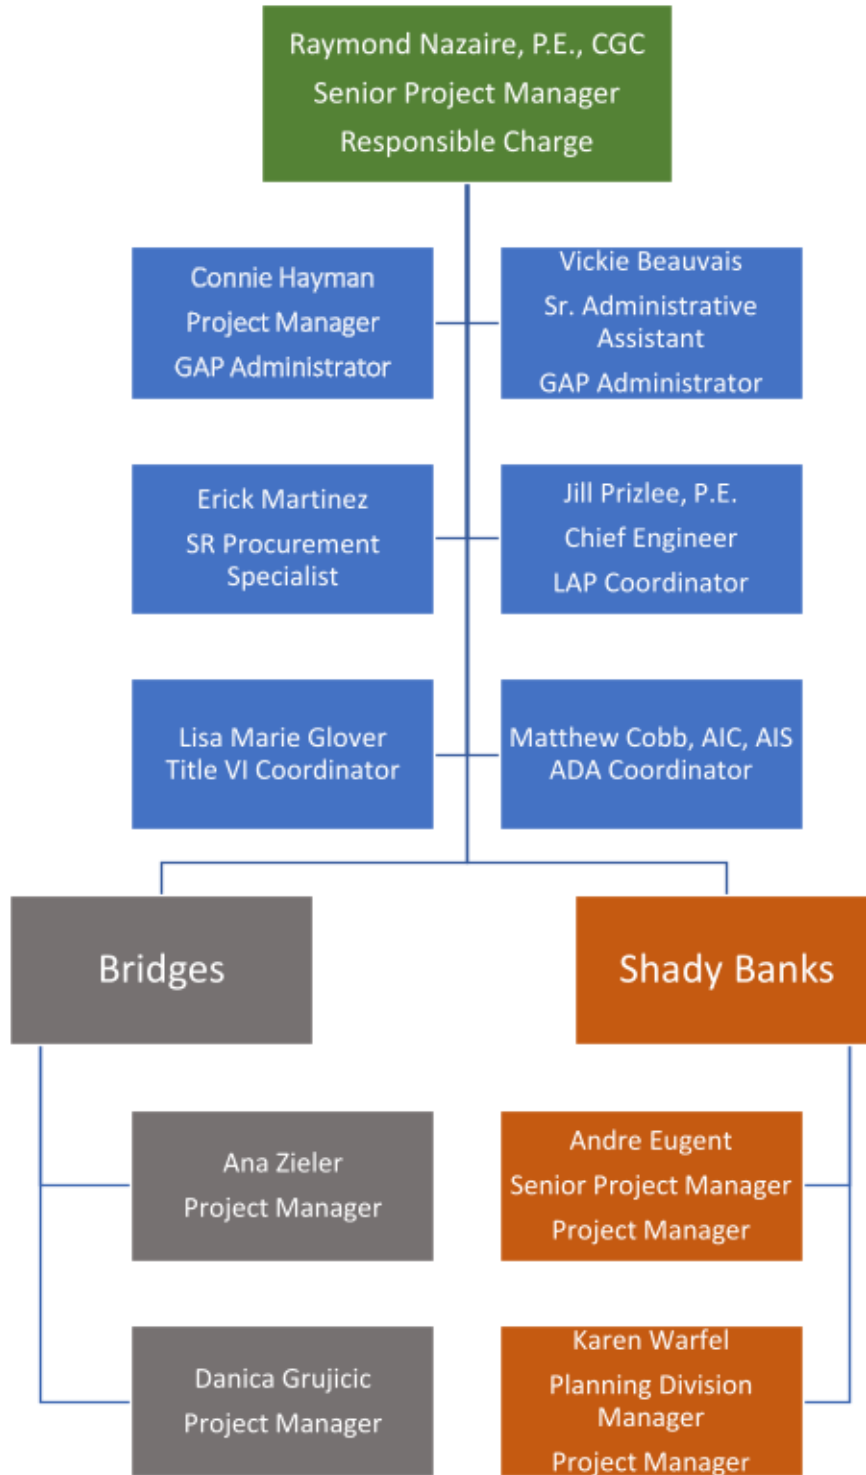 Raymond Nazaire, P.E., CGC
Senior Project Manager
Responsible Charge
Connie Hayman
Project Manager
GAP Administrator
Vickie Beauvais
Sr. Administrative
Assistant
GAP Administrator
Erick Martinez
SR Procurement
Specialist
Jill Prizlee, P.E.
Chief Engineer
LAP Coordinator
Lisa Marie Glover
Title VI Coordinator
Matthew Cobb, AIC, AIS
ADA Coordinator
Bridges
Shady Banks
Ana Zieler
Project Manager
Andre Eugent
Senior Project Manager
Project Manager
Danica Grujicic
Project Manager
Karen Warfel
Planning Division
Manager
Project Manager